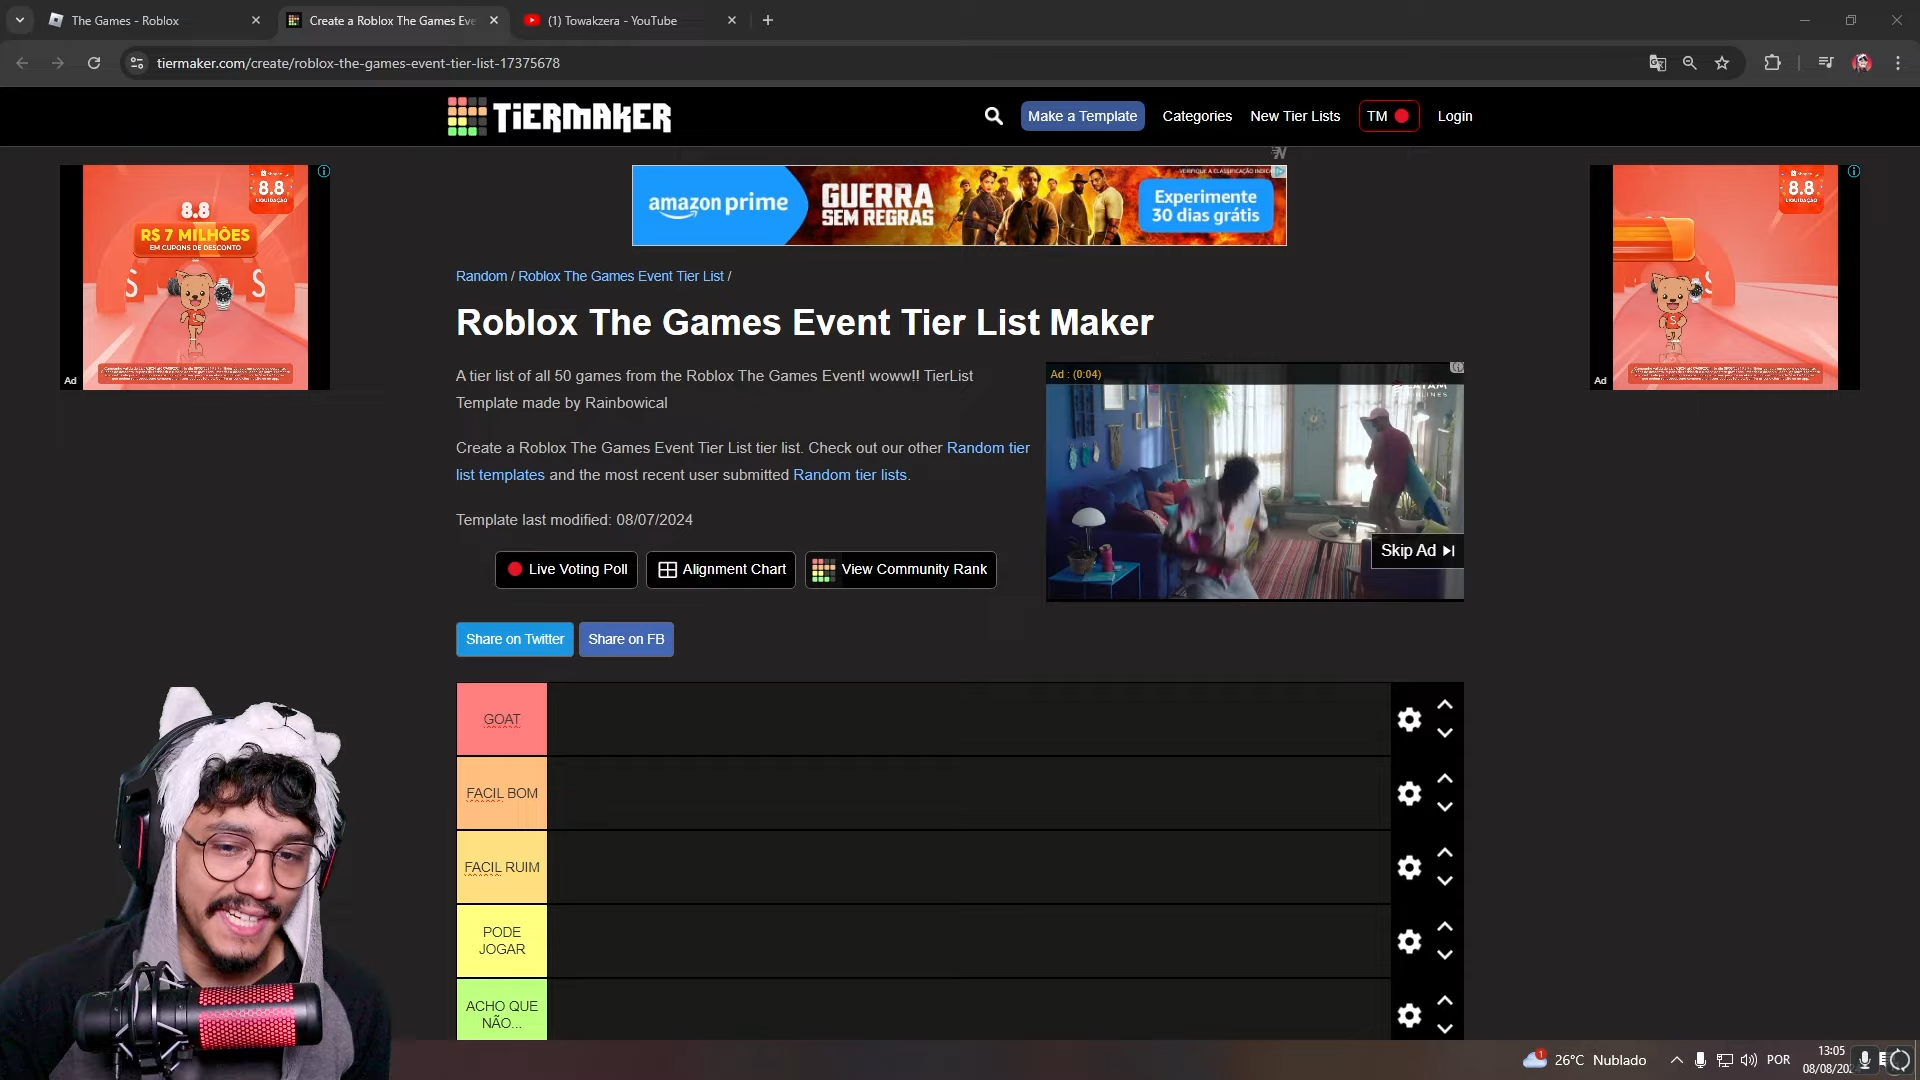 The Games - Roblox
Create a Roblox The Games Eve
(1) Towakzera - YouTube
tiermaker.com/create/roblox-the-games-event-tier-list-17375678
TiERMAKER
Make a Template
Categories
New Tier Lists
TM
Login
8.8
R$ 7 MILHÕES
EM CUPONS DE DESCONTO
8.8
LIQUIDAÇÃO
Ad
amazon prime
GUERRA
SEM REGRAS
Experimente
30 dias grátis
8.8
LIQUIDAÇÃO
Ad
Random / Roblox The Games Event Tier List /
Roblox The Games Event Tier List Maker
A tier list of all 50 games from the Roblox The Games Event! woww!! TierList
Template made by Rainbowical
Create a Roblox The Games Event Tier List tier list. Check out our other Random tier
list templates and the most recent user submitted Random tier lists.
Template last modified: 08/07/2024
Ad : (0:04)
Skip Ad
Live Voting Poll
Alignment Chart
View Community Rank
Share on Twitter
Share on FB
GOAT
FACIL BOM
FACIL RUIM
PODE
JOGAR
ACHO QUE
NÃO...
1
26°C Nublado
POR
13:05